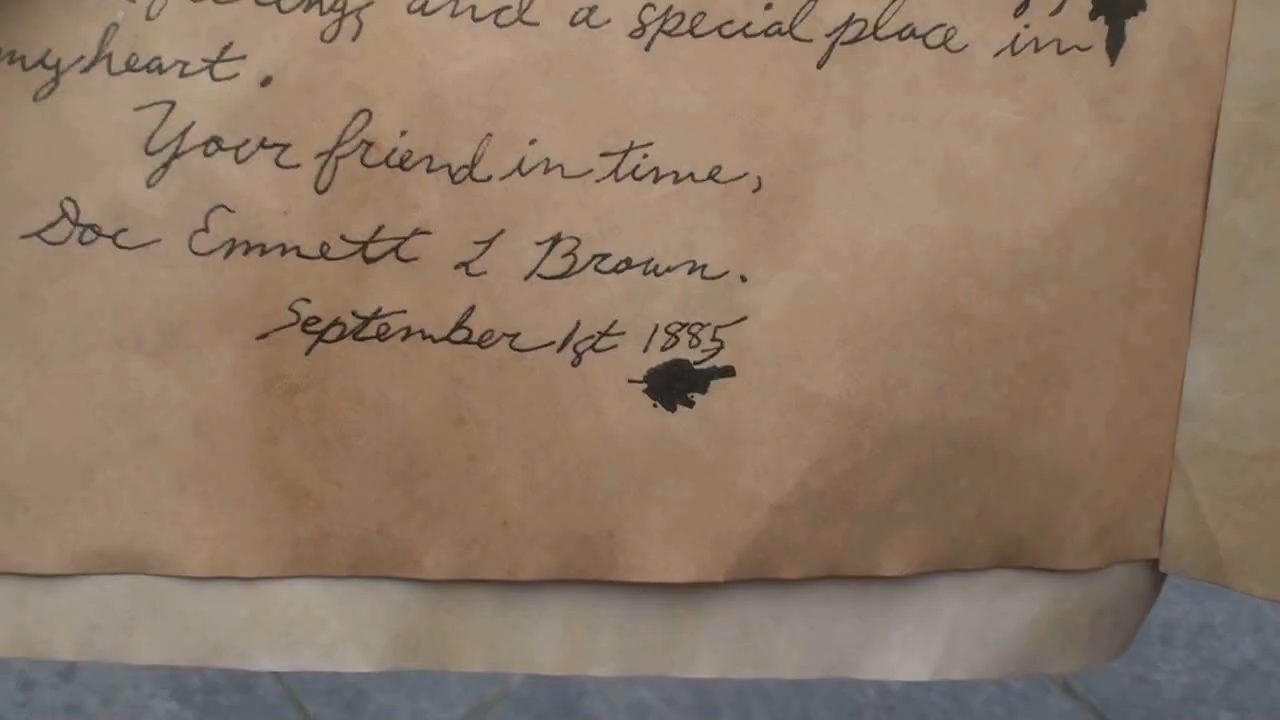 and a special place in
my heart.
Your friend in time,
Doc Emmett L Brown.
September 1st 1885